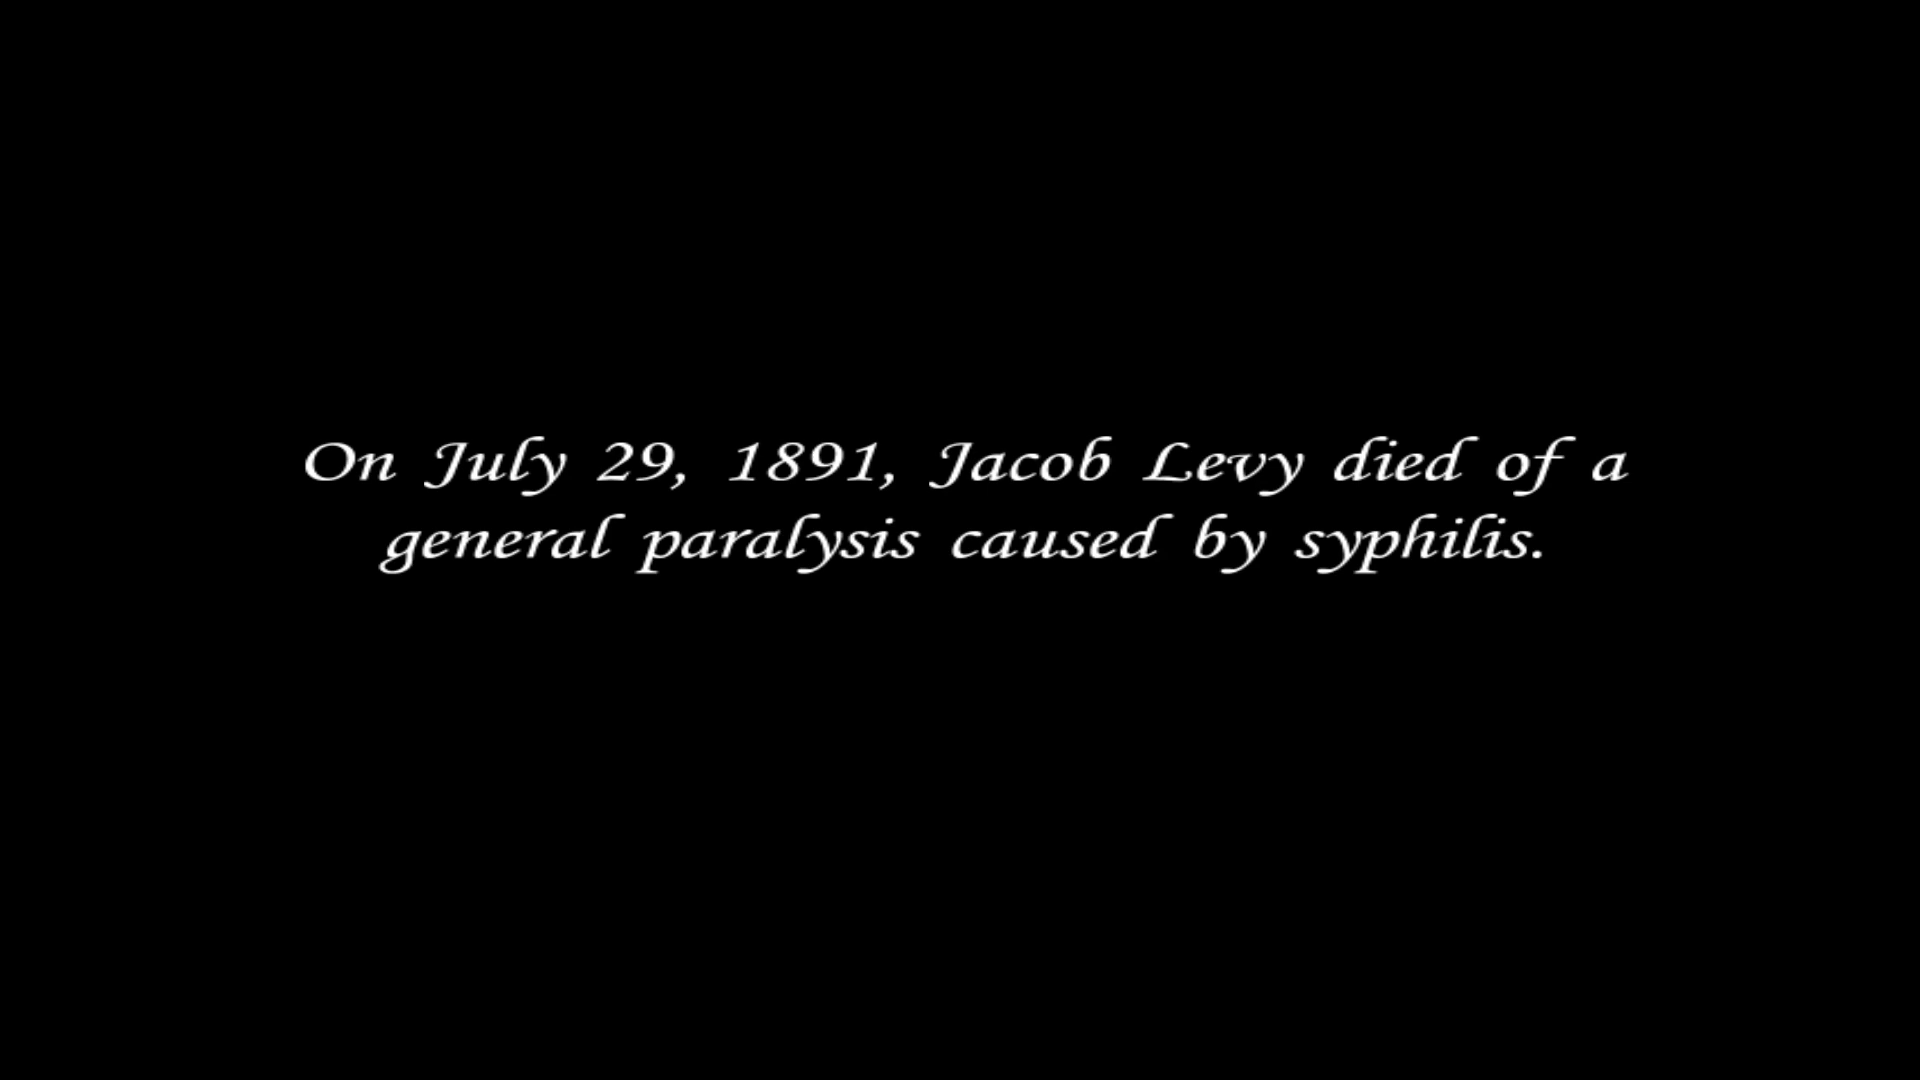 On July 29, 1891, Jacob Levy died of a
general paralysis caused by syphilis.